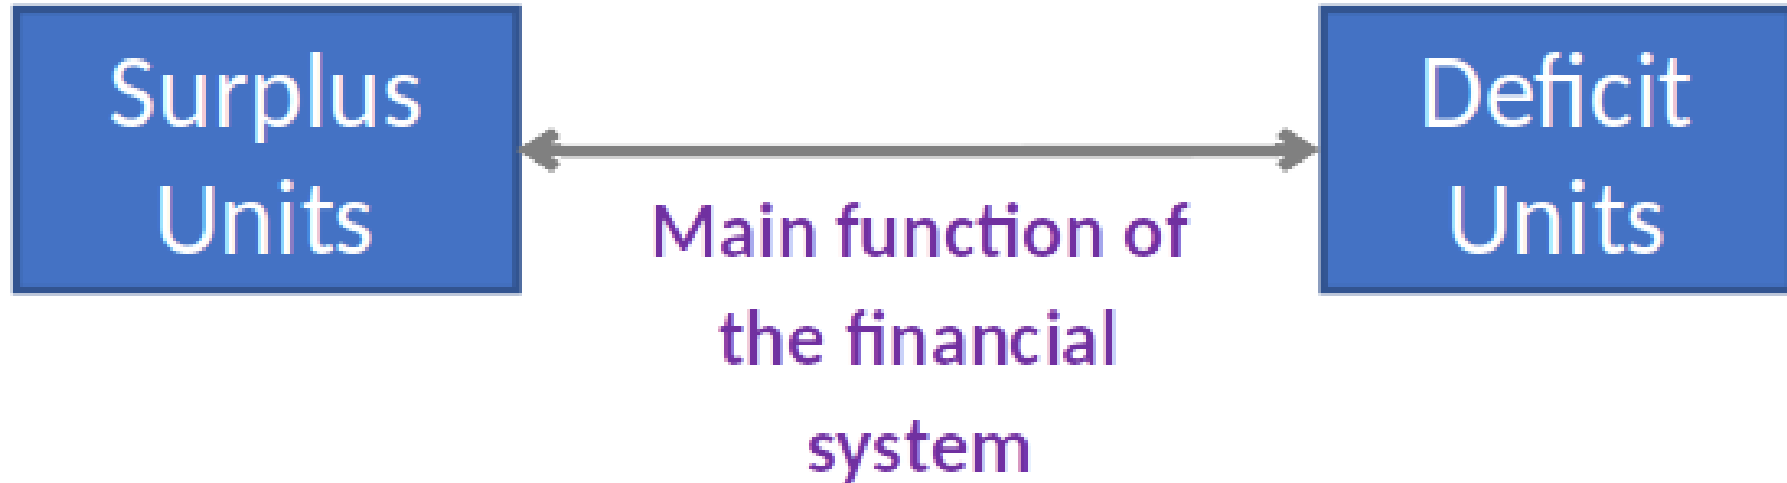 Surplus
Units
Main function of
the financial
system
Deficit
Units